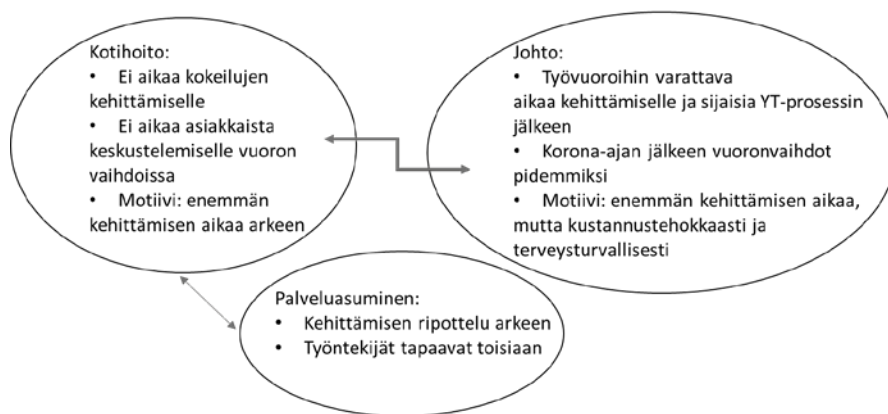 Kotihoito:
• Ei aikaa kokeilujen
kehittämiselle
• Ei aikaa asiakkaista
keskustelemiselle vuoron
vaihdoissa
• Motiivi: enemmän
kehittämisen aikaa arkeen
Johto:
• Työvuoroihin varattava
aikaa kehittämiselle ja sijaisia YT-prosessin
jälkeen
• Korona-ajan jälkeen vuoronvaihdot
pidemmiksi
• Motiivi: enemmän kehittämisen aikaa,
mutta kustannustehokkaasti ja
terveysturvallisesti
Palveluasuminen:
• Kehittämisen ripottelu arkeen
• Työntekijät tapaavat toisiaan